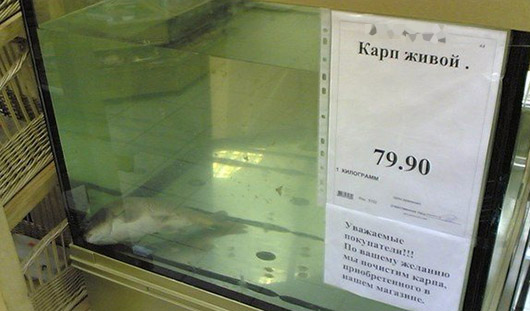 Карп живой .
79.90
1 КИЛОГРАММ
Уважаемые
покупатели!!!
По вашему желанию
мы почистим карпа,
приобретенного в
нашем магазине.